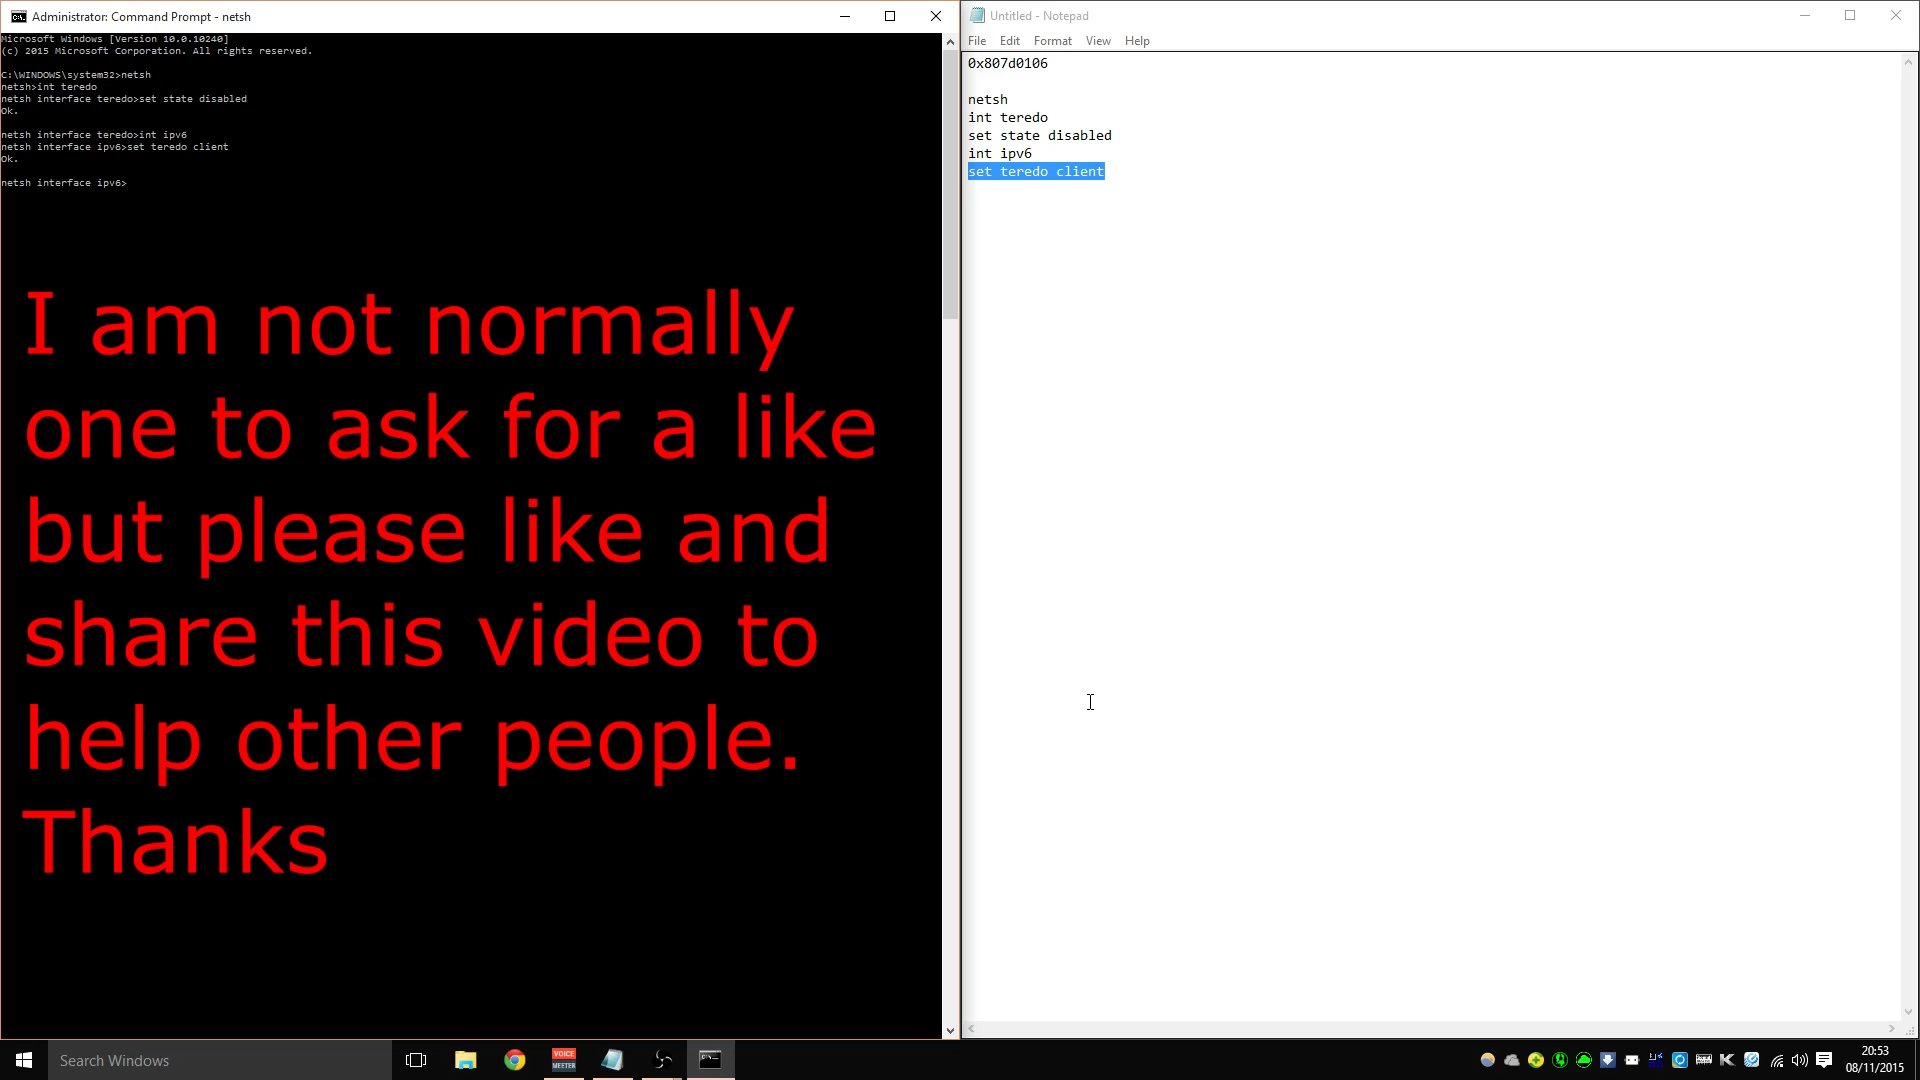 Administrator: Command Prompt - netsh
Microsoft Windows [Version 10.0.10240]
(c) 2015 Microsoft Corporation. All rights reserved.
C:\WINDOWS\system32>netsh
netsh>int teredo
netsh interface teredo>set state disabled
Ok.
netsh interface teredo>int ipv6
netsh interface ipv6>set teredo client
Ok.
netsh interface ipv6>
I am not normally
one to ask for a like
but please like and
share this video to
help other people.
Thanks
Untitled - Notepad
File Edit Format View Help
0x807d0106
netsh
int teredo
set state disabled
int ipv6
set teredo client
Search Windows
VOICE
MEETER
20:53
08/11/2015